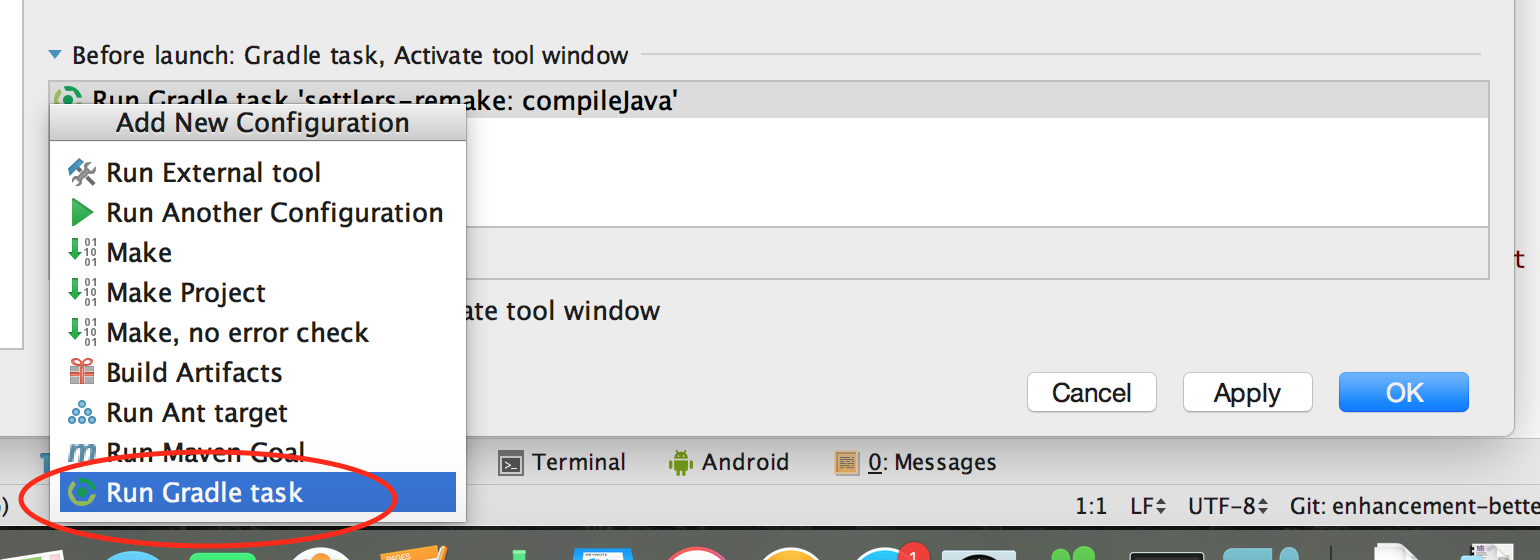 Before launch: Gradle task, Activate tool window
Run Gradle task 'settlers-remake: compileJava'
Add New Configuration
Run External tool
Run Another Configuration
Make
Make Project
Make, no error check
Build Artifacts
Run Ant target
Run Maven Goal
Run Gradle task
ate tool window
t
Cancel
Apply
OK
Terminal
Android
0: Messages
)
1:1
LF
UTF-8
Git: enhancement-bette
PAGES
KEYNOTE
1